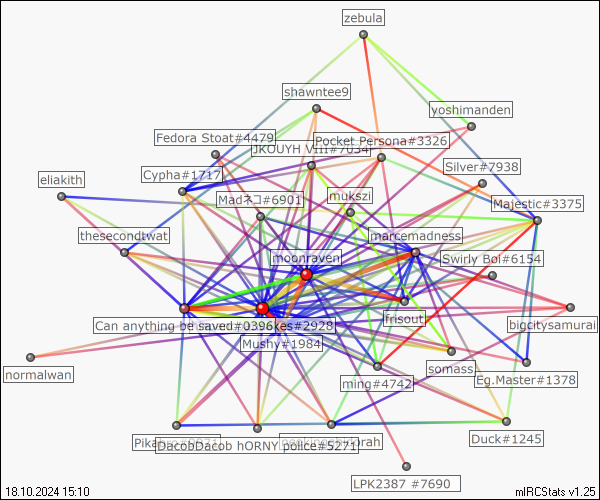 zebula
shawntee9
yoshimanden
Fedora Stoat#4479
JKOUYH VIII#7034
Pocket Persona#3326
Silver#7938
Cypha#1717
eliakith
Madネコ#6901
mukszi
Majestic#3375
thesecondtwat
marcemadness
moonraven
Swirly Boi#6154
Can anything be saved#0396
kes#2928
frisout
bigcitysamurai
Mushy#1984
normalwan
somass
ming#4742
Eg.Master#1378
DacobDacob hORNY police#5271
Duck#1245
LPK2387 #7690
18.10.2024 15:10
mIRCStats v1.25